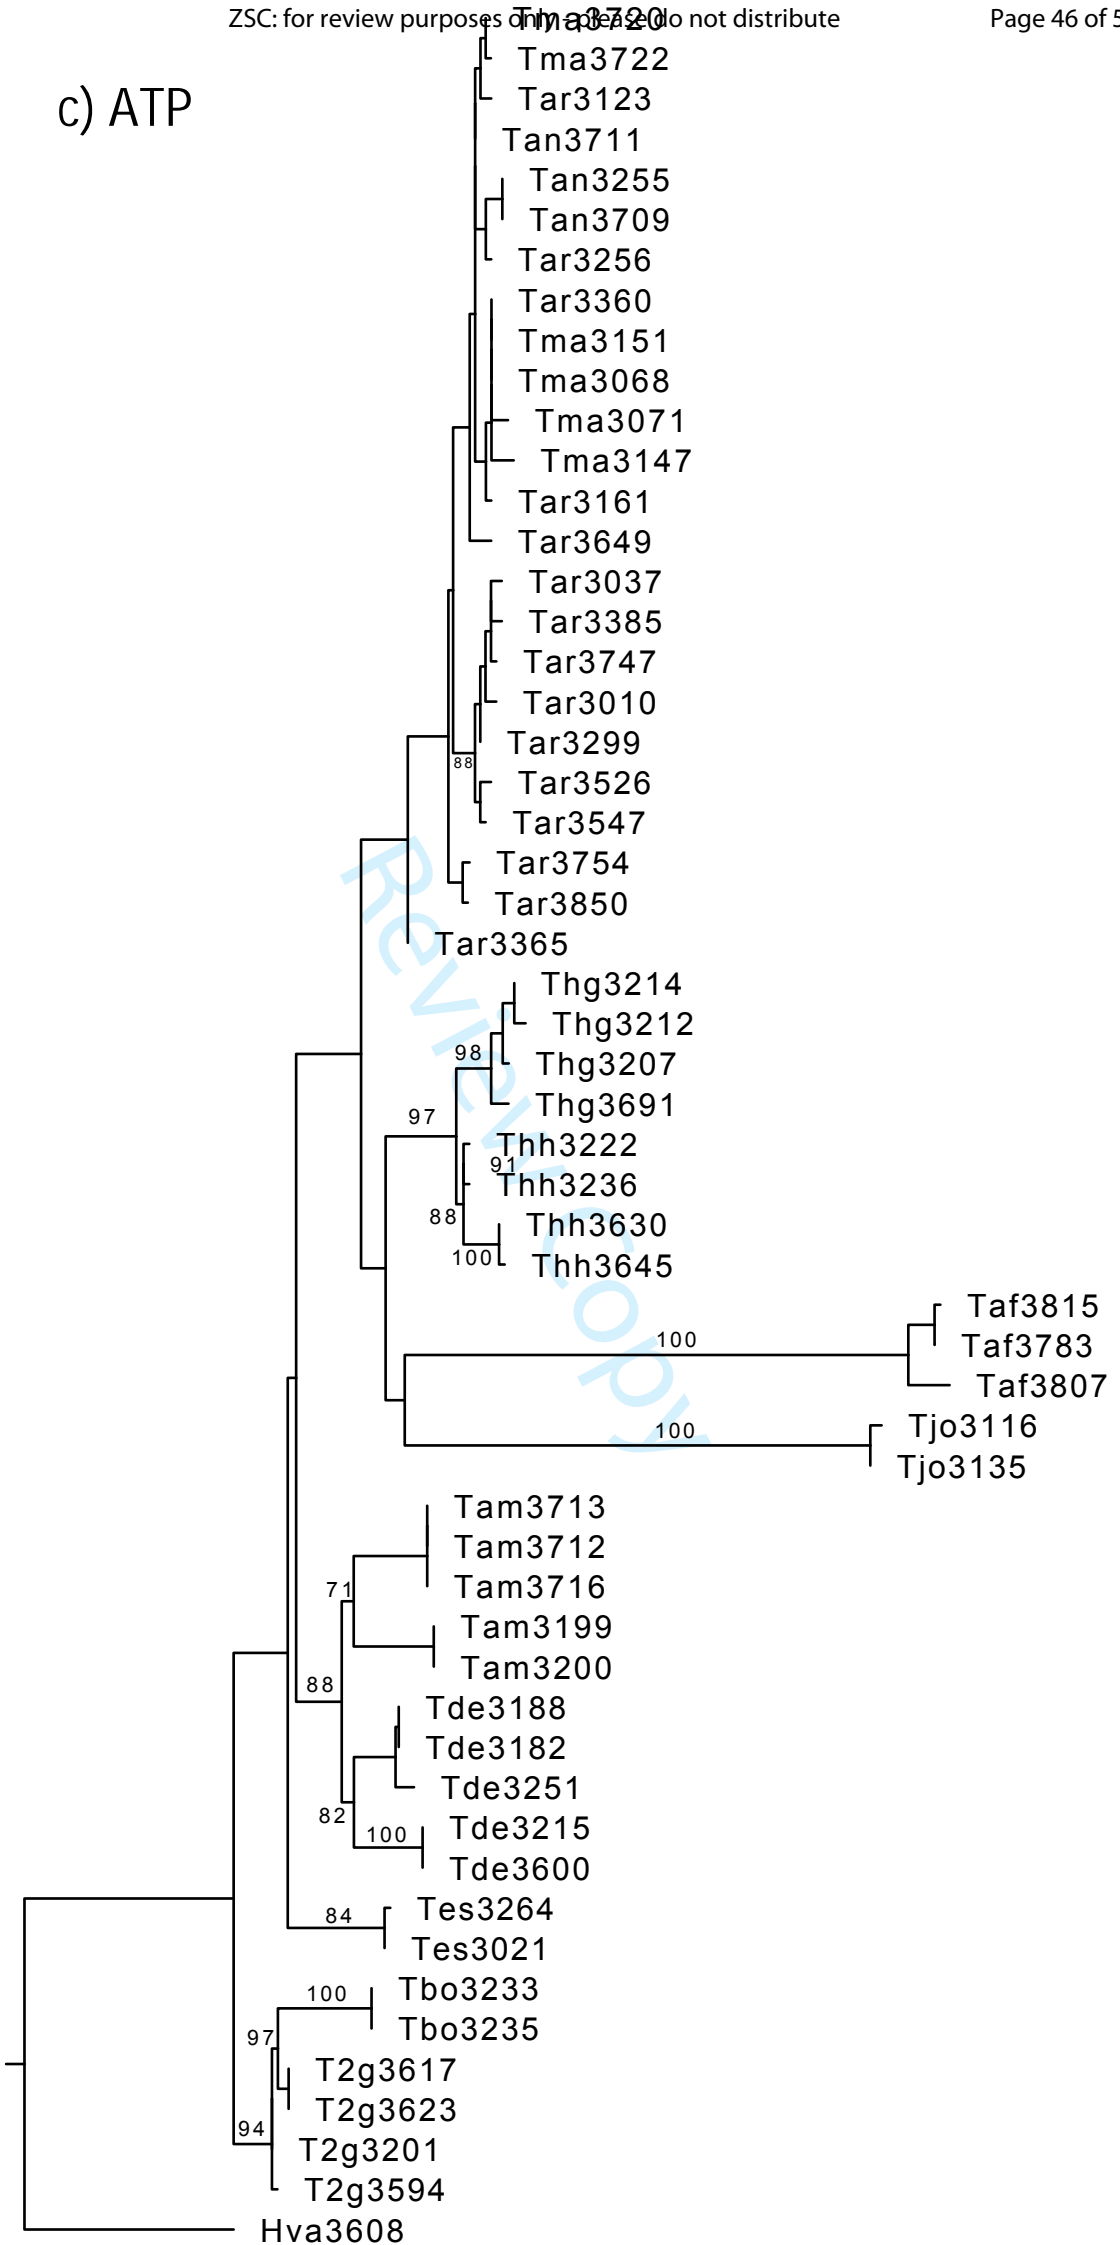 ZSC: for review purposes only - please do not distribute
Page 46 of 5
Tma3720
Tma3722
c) ATP
Tar3123
Tan3711
Tan3255
Tan3709
Tar3256
Tar3360
Tma3151
Tma3068
Tma3071
Tma3147
Tar3161
Tar3649
Tar3037
Tar3385
Tar3747
Tar3010
Tar3299
88
Tar3526
Tar3547
Tar3754
Tar3850
Tar3365
Thg3214
Thg3212
98
Thg3207
Thg3691
97
Thh3222
91
Thh3236
88
Thh3630
100
Thh3645
Taf3815
100
Taf3783
Taf3807
Tjo3116
100
Tjo3135
Tam3713
Tam3712
Tam3716
71
Tam3199
Tam3200
88
Tde3188
Tde3182
Tde3251
82
Tde3215
100
Tde3600
Tes3264
84
Tes3021
Tbo3233
100
Tbo3235
97
T2g3617
T2g3623
94
T2g3201
T2g3594
Hva3608
Review Copy